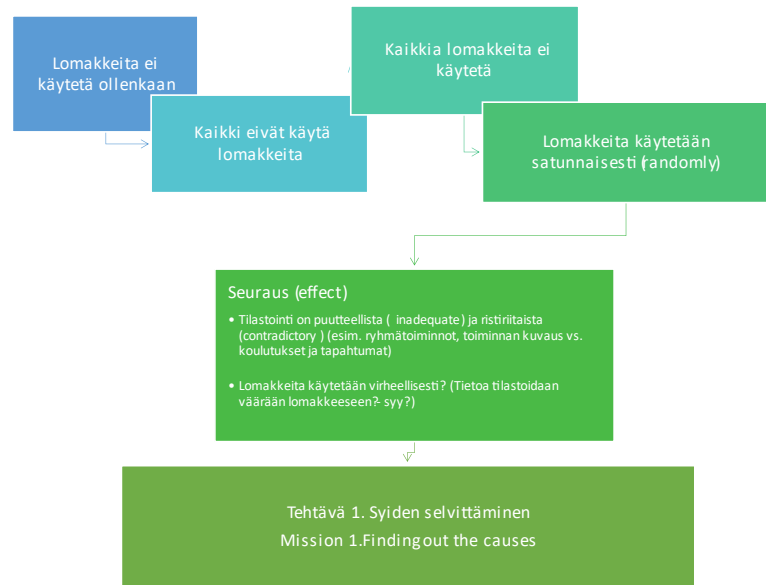 Lomakkeita ei
käytetä ollenkaan
Kaikki eivät käytä
lomakkeita
Kaikkia lomakkeita ei
käytetä
Lomakkeita käytetään
satunnaisesti (randomly)
Seuraus (effect)
• Tilastointi on puutteellista ( inadequate) ja ristiriitaista
(contradictory ) (esim. ryhmätoiminnot, toiminnan kuvaus vs.
koulutukset ja tapahtumat)
• Lomakkeita käytetään virheellisesti? (Tietoa tilastoidaan
väärään lomakkeeseen?- syy?)
Tehtävä 1. Syiden selvittäminen
Mission 1.Finding out the causes